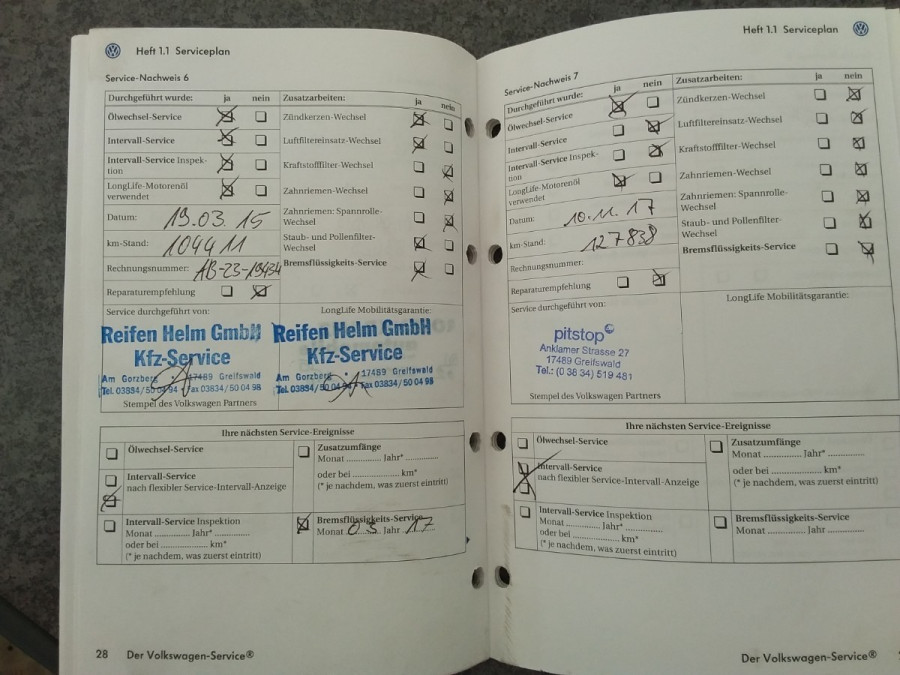 Heft 1.1 Serviceplan
Service-Nachweis 6
Durchgeführt wurde: ja nein
Ölwechsel-Service
Intervall-Service
Intervall-Service Inspek-
tion
LongLife-Motorenöl
verwendet
Datum: 19.03.15
km-Stand: 109411
Rechnungsnummer: AB-23-19434
Reparaturempfehlung
Zusatzarbeiten: ja nein
Zündkerzen-Wechsel
Luftfiltereinsatz-Wechsel
Kraftstofffilter-Wechsel
Zahnriemen-Wechsel
Zahnriemen: Spannrolle-
Wechsel
Staub- und Pollenfilter-
Wechsel
Bremsflüssigkeits-Service
Service durchgeführt von:
Reifen Helm GmbH
Kfz-Service
Am Gorzberg • 17489 Greifswald
Tel. 03834/50 04 94 • Fax 03834/50 04 98
Stempel des Volkswagen Partners
LongLife Mobilitätsgarantie:
Reifen Helm GmbH
Kfz-Service
Am Gorzberg • 17489 Greifswald
Tel. 03834/50 04 94 • Fax 03834/50 04 98
Ihre nächsten Service-Ereignisse
Ölwechsel-Service
Intervall-Service
nach flexibler Service-Intervall-Anzeige
Intervall-Service Inspektion
Monat ............ Jahr* ............
oder bei ............ km*
(* je nachdem, was zuerst eintritt)
Zusatzumfänge
Monat ............ Jahr* ............
oder bei ............ km*
(* je nachdem, was zuerst eintritt)
Bremsflüssigkeits-Service
Monat 03 Jahr 17
28 Der Volkswagen-Service®
Heft 1.1 Serviceplan
Service-Nachweis 7
Durchgeführt wurde: ja nein
Ölwechsel-Service
Intervall-Service
Intervall-Service Inspek-
tion
LongLife-Motorenöl
verwendet
Datum: 10.11.17
km-Stand: 127838
Rechnungsnummer:
Reparaturempfehlung
Zusatzarbeiten: ja nein
Zündkerzen-Wechsel
Luftfiltereinsatz-Wechsel
Kraftstofffilter-Wechsel
Zahnriemen-Wechsel
Zahnriemen: Spannrolle-
Wechsel
Staub- und Pollenfilter-
Wechsel
Bremsflüssigkeits-Service
Service durchgeführt von:
pitstop
Anklamer Strasse 27
17489 Greifswald
Tel.: (0 38 34) 519 481
Stempel des Volkswagen Partners
LongLife Mobilitätsgarantie:
Ihre nächsten Service-Ereignisse
Ölwechsel-Service
Intervall-Service
nach flexibler Service-Intervall-Anzeige
Intervall-Service Inspektion
Monat ............ Jahr* ............
oder bei ............ km*
(* je nachdem, was zuerst eintritt)
Zusatzumfänge
Monat ............ Jahr* ............
oder bei ............ km*
(* je nachdem, was zuerst eintritt)
Bremsflüssigkeits-Service
Monat ............ Jahr ............
Der Volkswagen-Service®